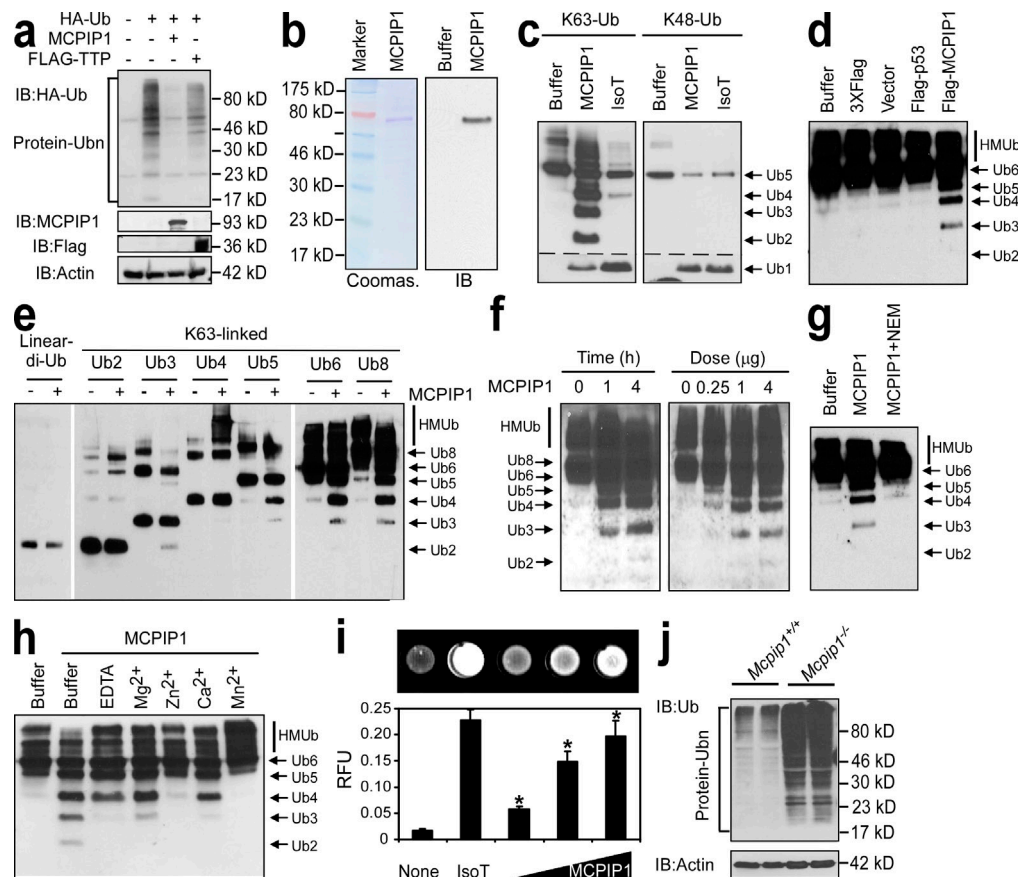 a
HA-Ub - + + +
MCPIP1 - - + -
FLAG-TTP - - - +
IB:HA-Ub
Protein-Ubn
80 kD
46 kD
30 kD
23 kD
17 kD
IB:MCPIP1 93 kD
IB:Flag 36 kD
IB:Actin 42 kD
b
Marker
MCPIP1
Buffer
MCPIP1
175 kD
80 kD
46 kD
30 kD
23 kD
17 kD
Coomas.
IB
c
K63-Ub K48-Ub
Buffer
MCPIP1
IsoT
Buffer
MCPIP1
IsoT
Ub5
Ub4
Ub3
Ub2
Ub1
d
Buffer
3XFlag
Vector
Flag-p53
Flag-MCPIP1
HMUb
Ub6
Ub5
Ub4
Ub3
Ub2
e
Linear-
di-Ub
K63-linked
Ub2 Ub3 Ub4 Ub5 Ub6 Ub8
- + - + - + - + - + - + - + MCPIP1
HMUb
Ub8
Ub6
Ub5
Ub4
Ub3
Ub2
f
Time (h) Dose (µg)
MCPIP1 0 1 4 0 0.25 1 4
HMUb
Ub8
Ub6
Ub5
Ub4
Ub3
Ub2
g
Buffer
MCPIP1
MCPIP1+NEM
HMUb
Ub6
Ub5
Ub4
Ub3
Ub2
h
MCPIP1
Buffer
Buffer
EDTA
Mg2+
Zn2+
Ca2+
Mn2+
HMUb
Ub6
Ub5
Ub4
Ub3
Ub2
i
0.25
0.20
0.15
0.10
0.05
0
RFU
* * *
None IsoT MCPIP1
j
Mcpip1+/+
Mcpip1-/-
IB:Ub
Protein-Ubn
80 kD
46 kD
30 kD
23 kD
17 kD
IB:Actin 42 kD